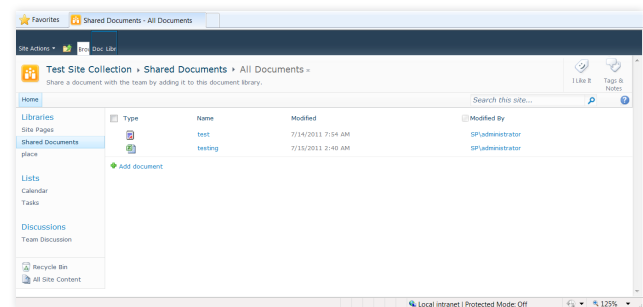 Favorites Shared Documents - All Documents
Site Actions Brow Doc Libr
Test Site Collection Shared Documents All Documents
Share a document with the team by adding it to this document library.
I Like It Tags & Notes
Home Search this site...
Libraries
Site Pages
Shared Documents
place
Lists
Calendar
Tasks
Discussions
Team Discussion
Recycle Bin
All Site Content
Type Name Modified Modified By
test 7/14/2011 7:54 AM SP\administrator
testing 7/15/2011 2:40 AM SP\administrator
Add document
Local intranet | Protected Mode: Off 125%